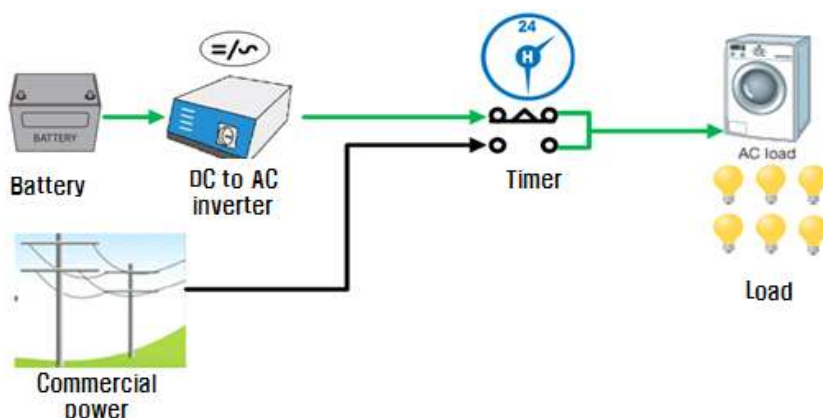 24
H
=/~
BATTERY
Battery
DC to AC
inverter
Timer
AC load
Load
Commercial
power